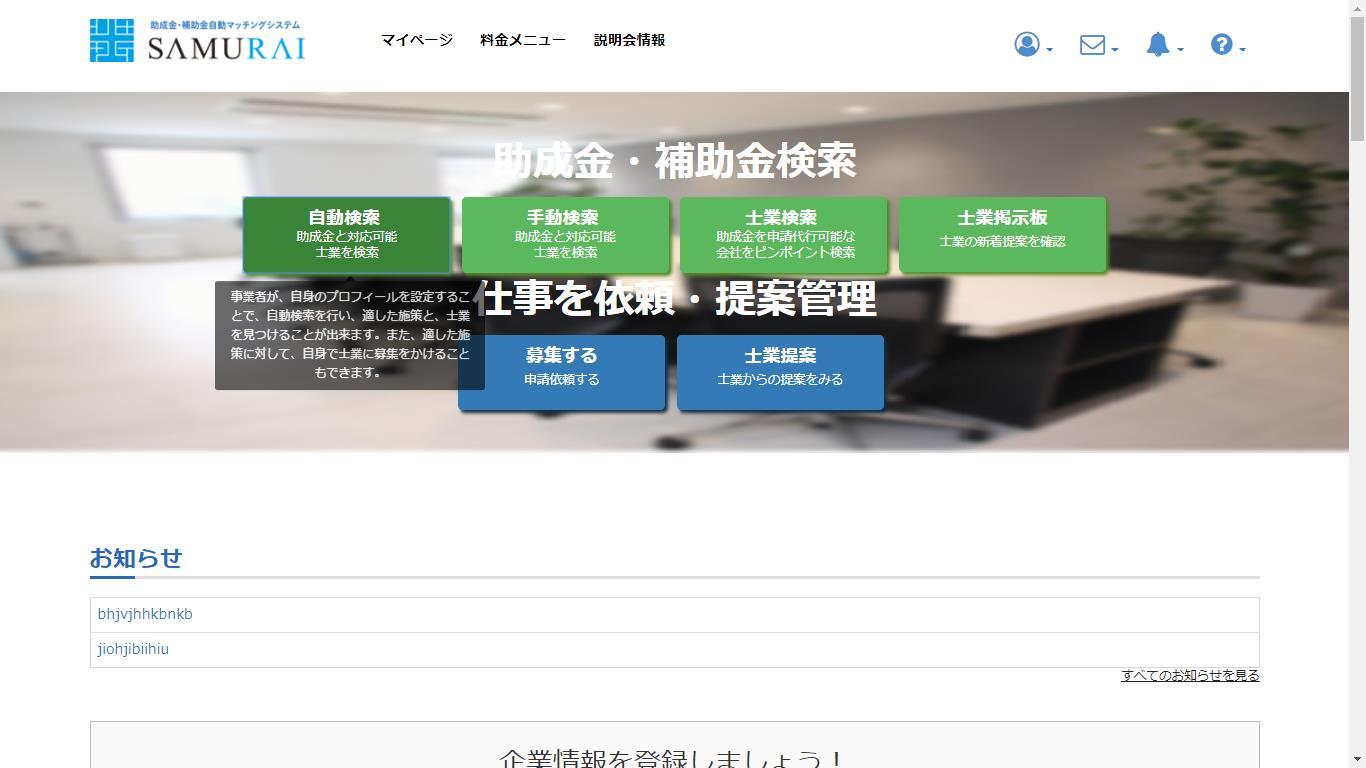 助成金・補助金自動マッチングシステム
SAMURAI
マイページ
料金メニュー
説明会情報
助成金・補助金検索
自動検索
助成金と対応可能
士業を検索
手動検索
助成金と対応可能
士業を検索
士業検索
助成金を申請代行可能な
会社をピンポイント検索
士業掲示板
士業の新着提案を確認
事業者が、自身のプロフィールを設定するこ
とで、自動検索を行い、適した施策と、士業
を見つけることが出来ます。また、適した施
策に対して、自身で士業に募集をかけること
もできます。
仕事を依頼・提案管理
募集する
申請依頼する
士業提案
士業からの提案をみる
お知らせ
bhjvjhhkbnkb
jiohjibiihiu
すべてのお知らせを見る
企業情報を登録しましょう！